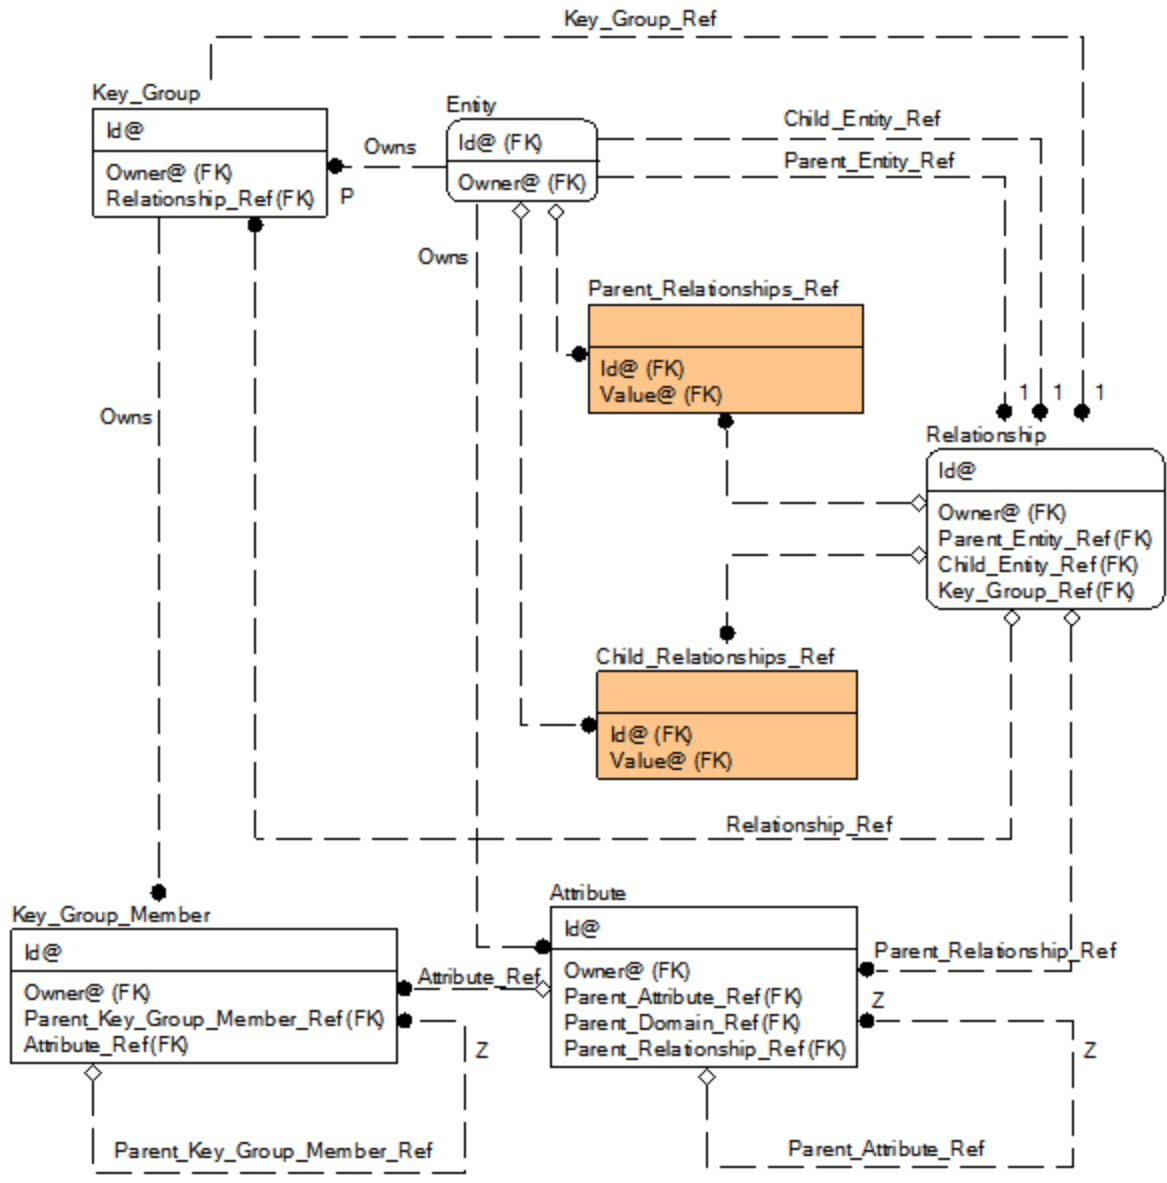 Key_Group_Ref
Key_Group
Id@
Owner@ (FK)
Relationship_Ref(FK)
Owns
P
Entity
Id@ (FK)
Owner@ (FK)
Child_Entity_Ref
Parent_Entity_Ref
Owns
Parent_Relationships_Ref
Id@ (FK)
Value@ (FK)
1
1
1
Owns
Relationship
Id@
Owner@ (FK)
Parent_Entity_Ref(FK)
Child_Entity_Ref(FK)
Key_Group_Ref(FK)
Child_Relationships_Ref
Id@ (FK)
Value@ (FK)
Relationship_Ref
Key_Group_Member
Id@
Owner@ (FK)
Parent_Key_Group_Member_Ref(FK)
Attribute_Ref(FK)
Attribute_Ref
Attribute
Id@
Owner@ (FK)
Parent_Attribute_Ref(FK)
Parent_Domain_Ref(FK)
Parent_Relationship_Ref(FK)
Parent_Relationship_Ref
Z
Z
Z
Parent_Key_Group_Member_Ref
Parent_Attribute_Ref